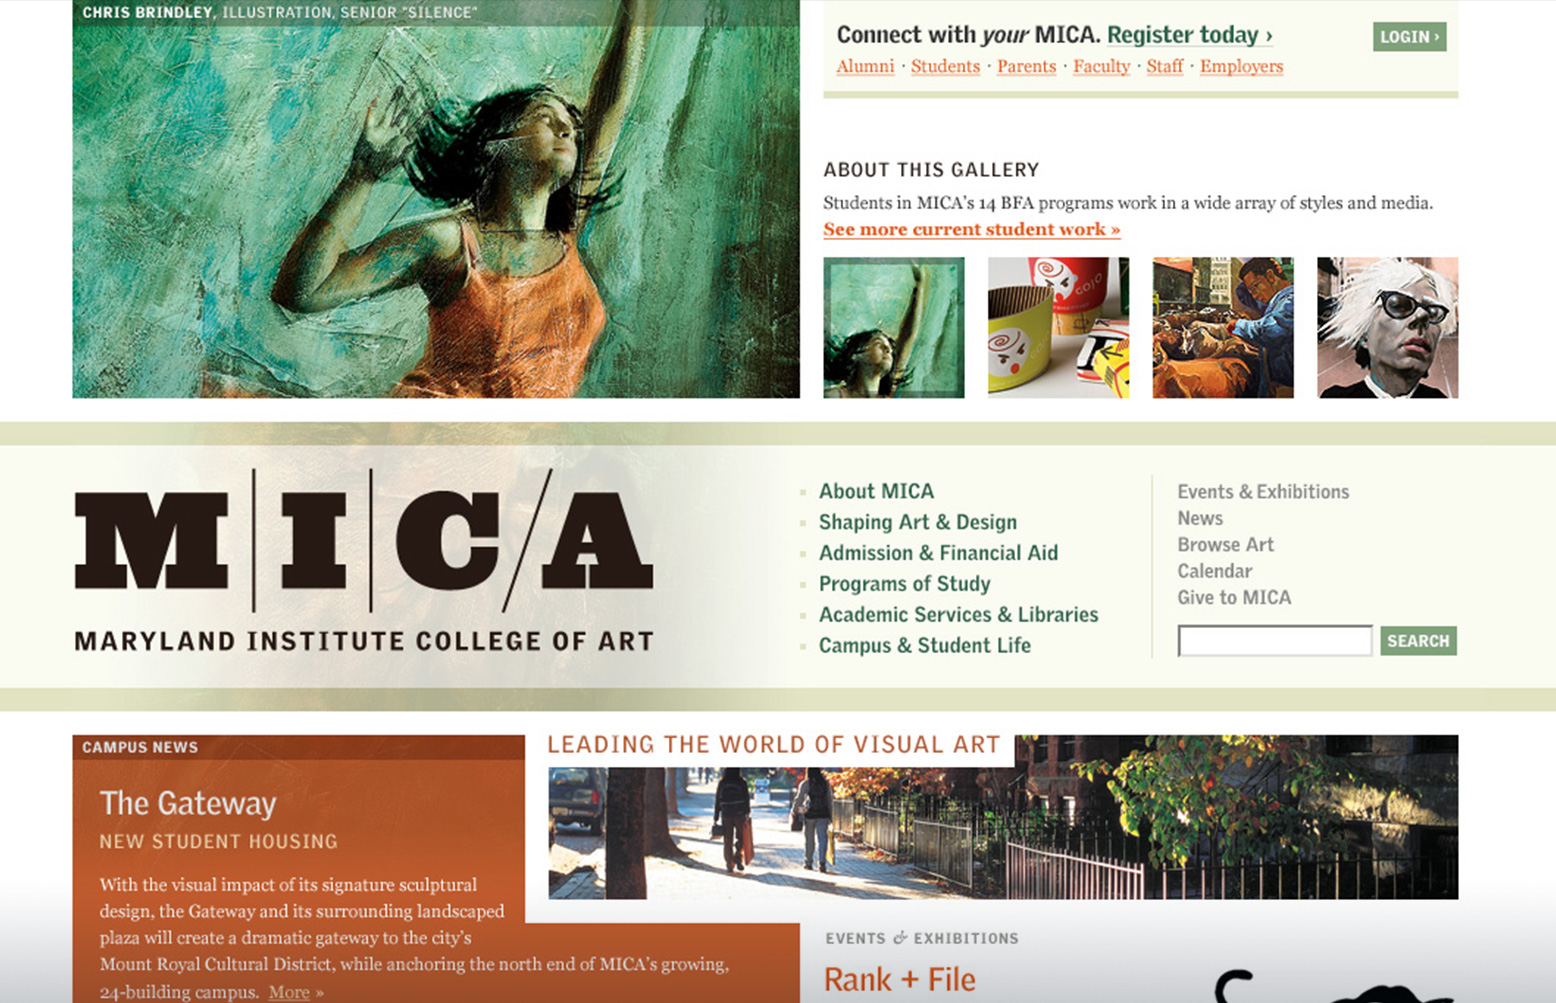 CHRIS BRINDLEY, ILLUSTRATION, SENIOR "SILENCE"
Connect with your MICA. Register today ›
LOGIN ›
Alumni · Students · Parents · Faculty · Staff · Employers
ABOUT THIS GALLERY
Students in MICA's 14 BFA programs work in a wide array of styles and media.
See more current student work »
GOJO
M|I|C/A
MARYLAND INSTITUTE COLLEGE OF ART
About MICA
Shaping Art & Design
Admission & Financial Aid
Programs of Study
Academic Services & Libraries
Campus & Student Life
Events & Exhibitions
News
Browse Art
Calendar
Give to MICA
SEARCH
CAMPUS NEWS
The Gateway
NEW STUDENT HOUSING
With the visual impact of its signature sculptural
design, the Gateway and its surrounding landscaped
plaza will create a dramatic gateway to the city's
Mount Royal Cultural District, while anchoring the north end of MICA's growing,
24-building campus. More »
LEADING THE WORLD OF VISUAL ART
EVENTS & EXHIBITIONS
Rank + File